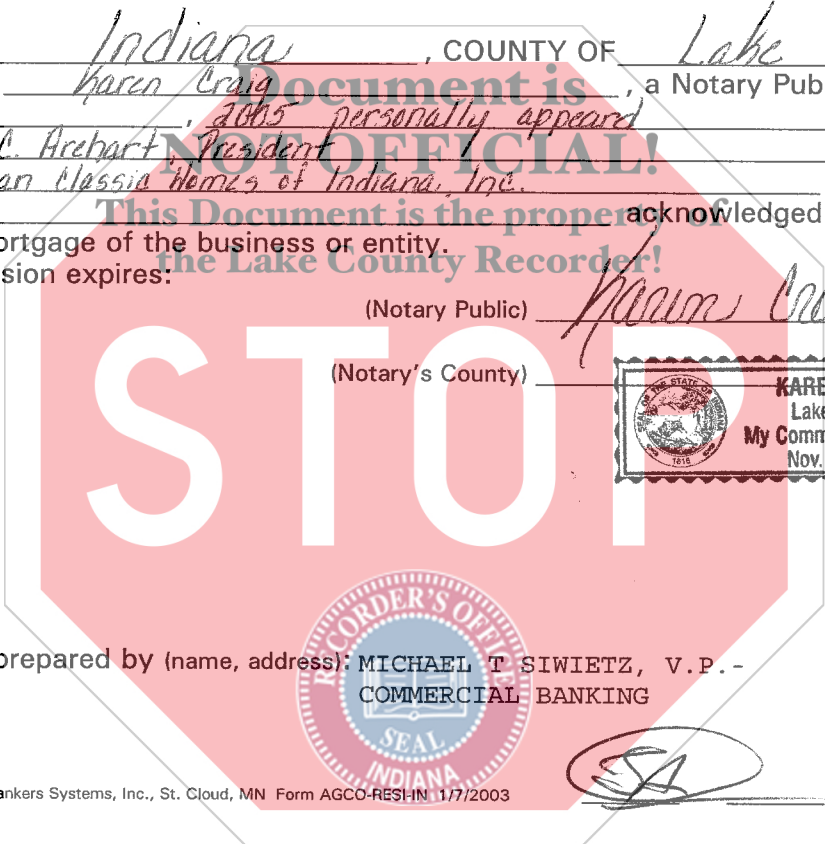 Indiana, COUNTY OF Lake
Karen Craig, a Notary Pub
Document is
, 2005 personally appeard
C. Arehart, President
NOT OFFICIAL!
an Classic Homes of Indiana, Inc.
This Document is the property of
acknowledged
ortgage of the business or entity.
the Lake County Recorder!
sion expires:
(Notary Public) Karen Cra
(Notary's County)
SEAL OF THE STATE OF INDIANA
1816
KARE
Lake
My Comm
Nov.
STOP
RECORDER'S OFFICE
SEAL
INDIANA
prepared by (name, address): MICHAEL T SIWIETZ, V.P.-
COMMERCIAL BANKING
ankers Systems, Inc., St. Cloud, MN Form AGCO-RESI-IN 1/7/2003